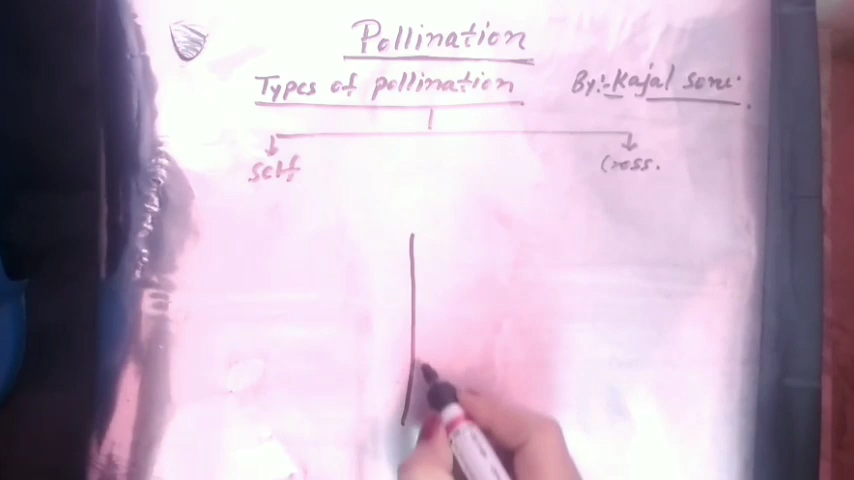 Pollination
Types of pollination
By:- Kajal soni.
Self
Cross.